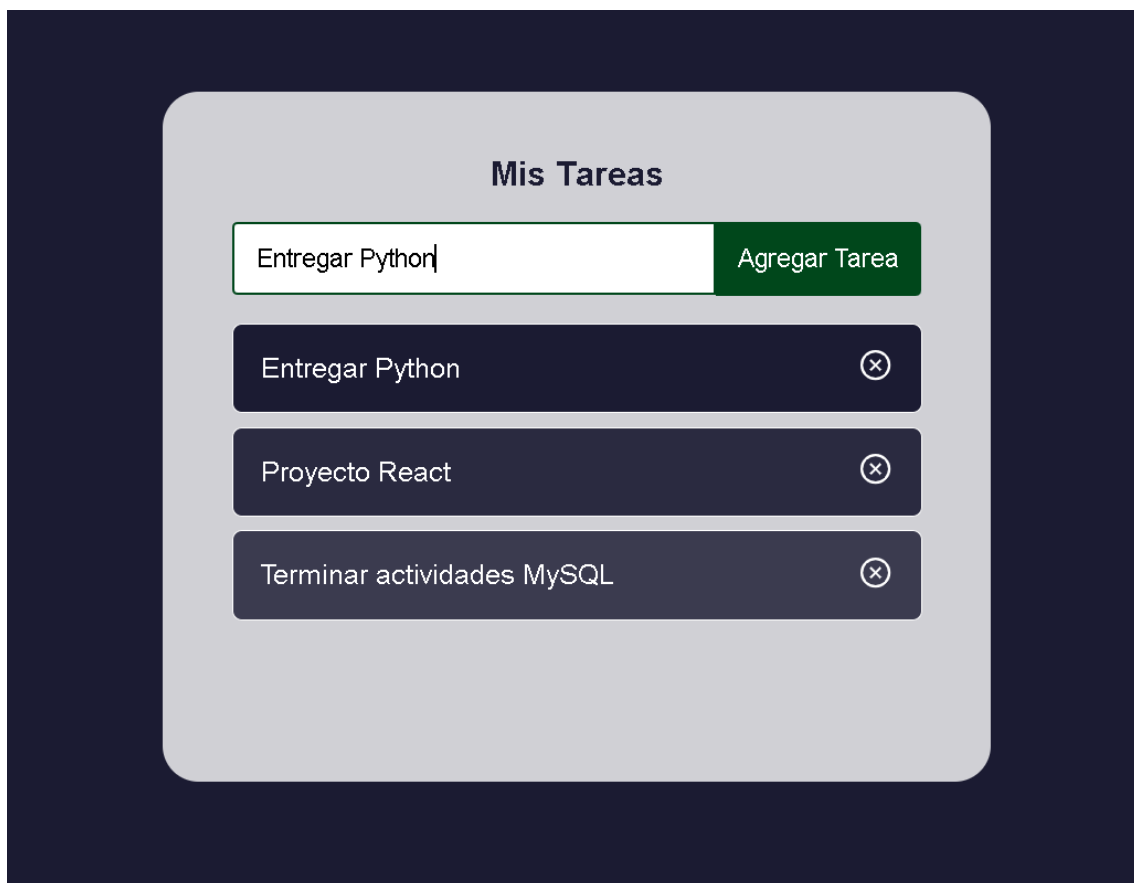 Mis Tareas
Entregar Python
Agregar Tarea
Entregar Python
Proyecto React
Terminar actividades MySQL